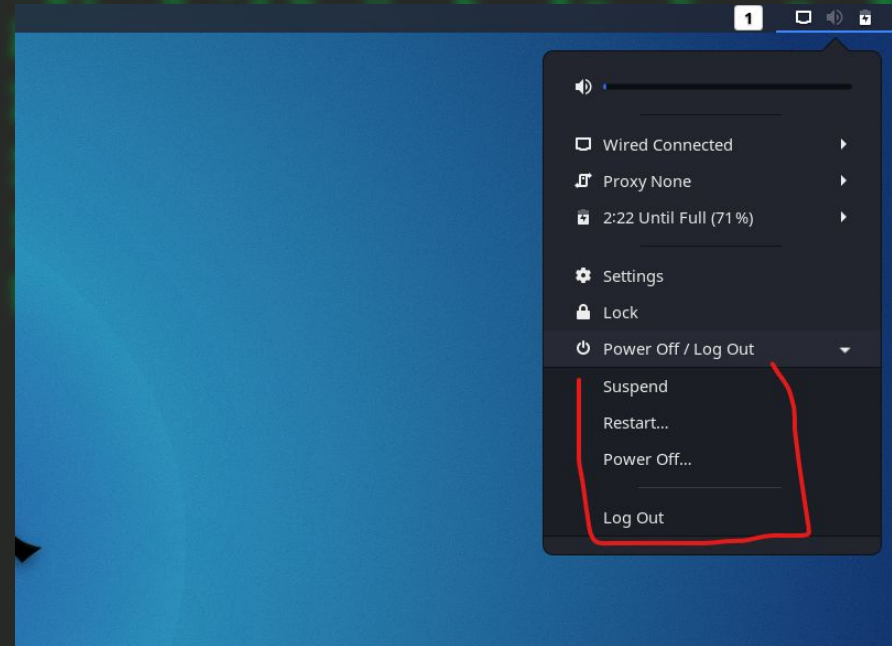 1
Wired Connected
Proxy None
2:22 Until Full (71%)
Settings
Lock
Power Off / Log Out
Suspend
Restart...
Power Off...
Log Out